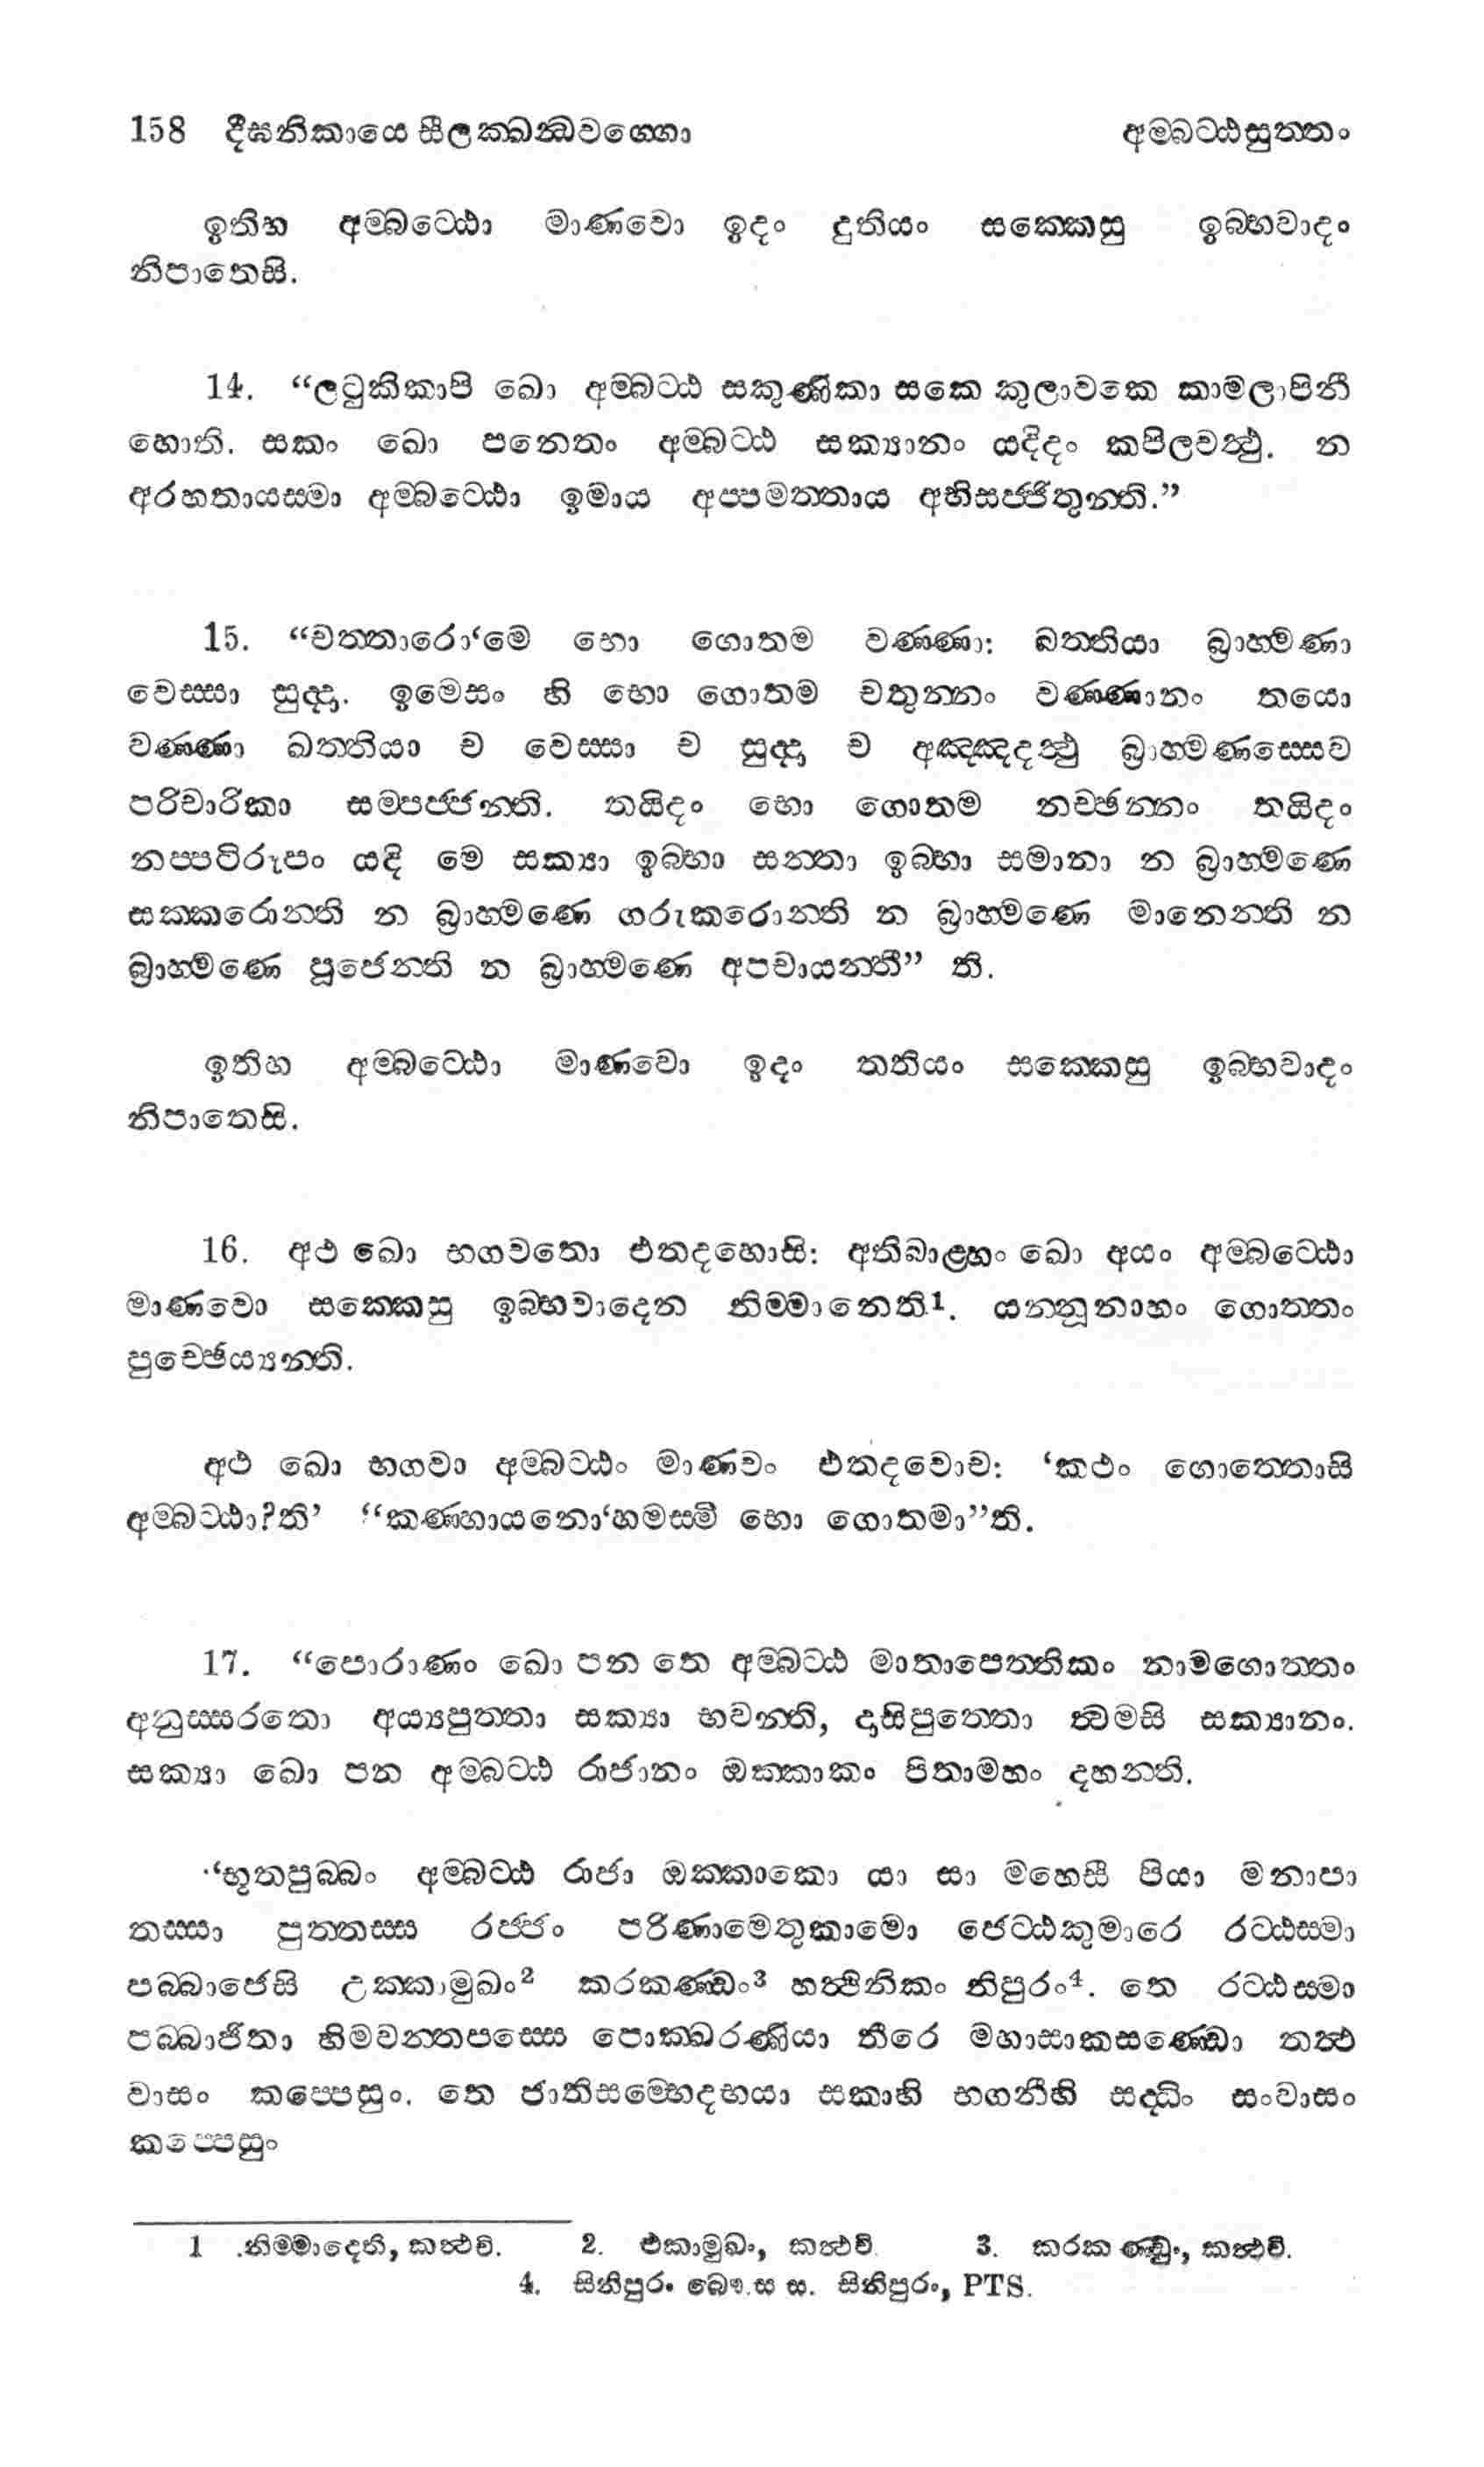 158 දීඝනිකායෙ සීලක්ඛන්ධවග්ගො අම්බට්ඨසුත්තං
ඉතිහ අම්බට්ඨො මාණවො ඉදං දුතියං සක්කෙසු ඉබ්භවාදං
නිපාතෙසි.
14. “ලටුකිකාපි ඛො අම්බට්ඨ සකුණිකා සකෙ කුලාවකෙ කාමලාපිනී
හොති. සකං ඛො පනෙතං අම්බට්ඨ සක්‍යානං යදිදං කපිලවත්‍ථු. න
අරහතායස්මා අම්බට්ඨො ඉමාය අප්පමත්තාය අභිසජ්ජිතුන්ති.”
15. “චත්තාරො‘මෙ භො ගොතම වණ්ණා: ඛත්තියා බ්‍රාහ්මණා
වෙස්සා සුද්දා. ඉමෙසං හි භො ගොතම චතුන්නං වණ්ණානං තයො
වණ්ණා ඛත්තියා ච වෙස්සා ච සුද්දා ච අඤ්ඤදත්‍ථු බ්‍රාහ්මණස්සෙව
පරිචාරිකා සම්පජ්ජන්ති. තයිදං භො ගොතම නච්ඡන්නං තයිදං
නප්පටිරූපං යදි මෙ සක්‍යා ඉබ්භා සන්තා ඉබ්භා සමානා න බ්‍රාහ්මණෙ
සක්කරොන්ති න බ්‍රාහ්මණෙ ගරුකරොන්ති න බ්‍රාහ්මණෙ මානෙන්ති න
බ්‍රාහ්මණෙ පූජෙන්ති න බ්‍රාහ්මණෙ අපචායන්තී” ති.
ඉතිහ අම්බට්ඨො මාණවො ඉදං තතියං සක්කෙසු ඉබ්භවාදං
නිපාතෙසි.
16. අථ ඛො භගවතො එතදහොසි: අතිබාළ්හං ඛො අයං අම්බට්ඨො
මාණවො සක්කෙසු ඉබ්භවාදෙන නිම්මානෙති1. යන්නූනාහං ගොත්තං
පුච්ඡෙය්‍යන්ති.
අථ ඛො භගවා අම්බට්ඨං මාණවං එතදවොච: ‘කථං ගොත්තොසි
අම්බට්ඨා?ති’ “කණ්හායනො‘හමස්මි භො ගොතමා”ති.
17. “පොරාණං ඛො පන තෙ අම්බට්ඨ මාතාපෙත්තිකං නාමගොත්තං
අනුස්සරතො අය්‍යපුත්තා සක්‍යා භවන්ති, දාසිපුත්තො ත්‍වමසි සක්‍යානං.
සක්‍යා ඛො පන අම්බට්ඨ රාජානං ඔක්කාකං පිතාමහං දහන්ති.
“භූතපුබ්බං අම්බට්ඨ රාජා ඔක්කාකො යා සා මහෙසී පියා මනාපා
තස්සා පුත්තස්ස රජ්ජං පරිණාමෙතුකාමො ජෙට්ඨකුමාරෙ රට්ඨස්මා
පබ්බාජෙසි උක්කාමුඛං2 කරකණ්ඩං3 හත්‍ථිනිකං නිපුරං4. තෙ රට්ඨස්මා
පබ්බාජිතා හිමවන්තපස්සෙ පොක්ඛරණියා තීරෙ මහාසාකසණ්ඩො තත්‍ථ
වාසං කප්පෙසුං. තෙ ජාතිසම්භෙදභයා සකාහි භගිනීහි සද්ධිං සංවාසං
කප්පෙසුං
1 .නිම්මාදෙති, කත්‍ථචි. 2. එකාමුඛං, කත්‍ථචි 3. කරකණ්ඩුං, කත්‍ථචි.
4. සිනිපුරං බෞ.ස ස. සිනිපුරං, PTS.